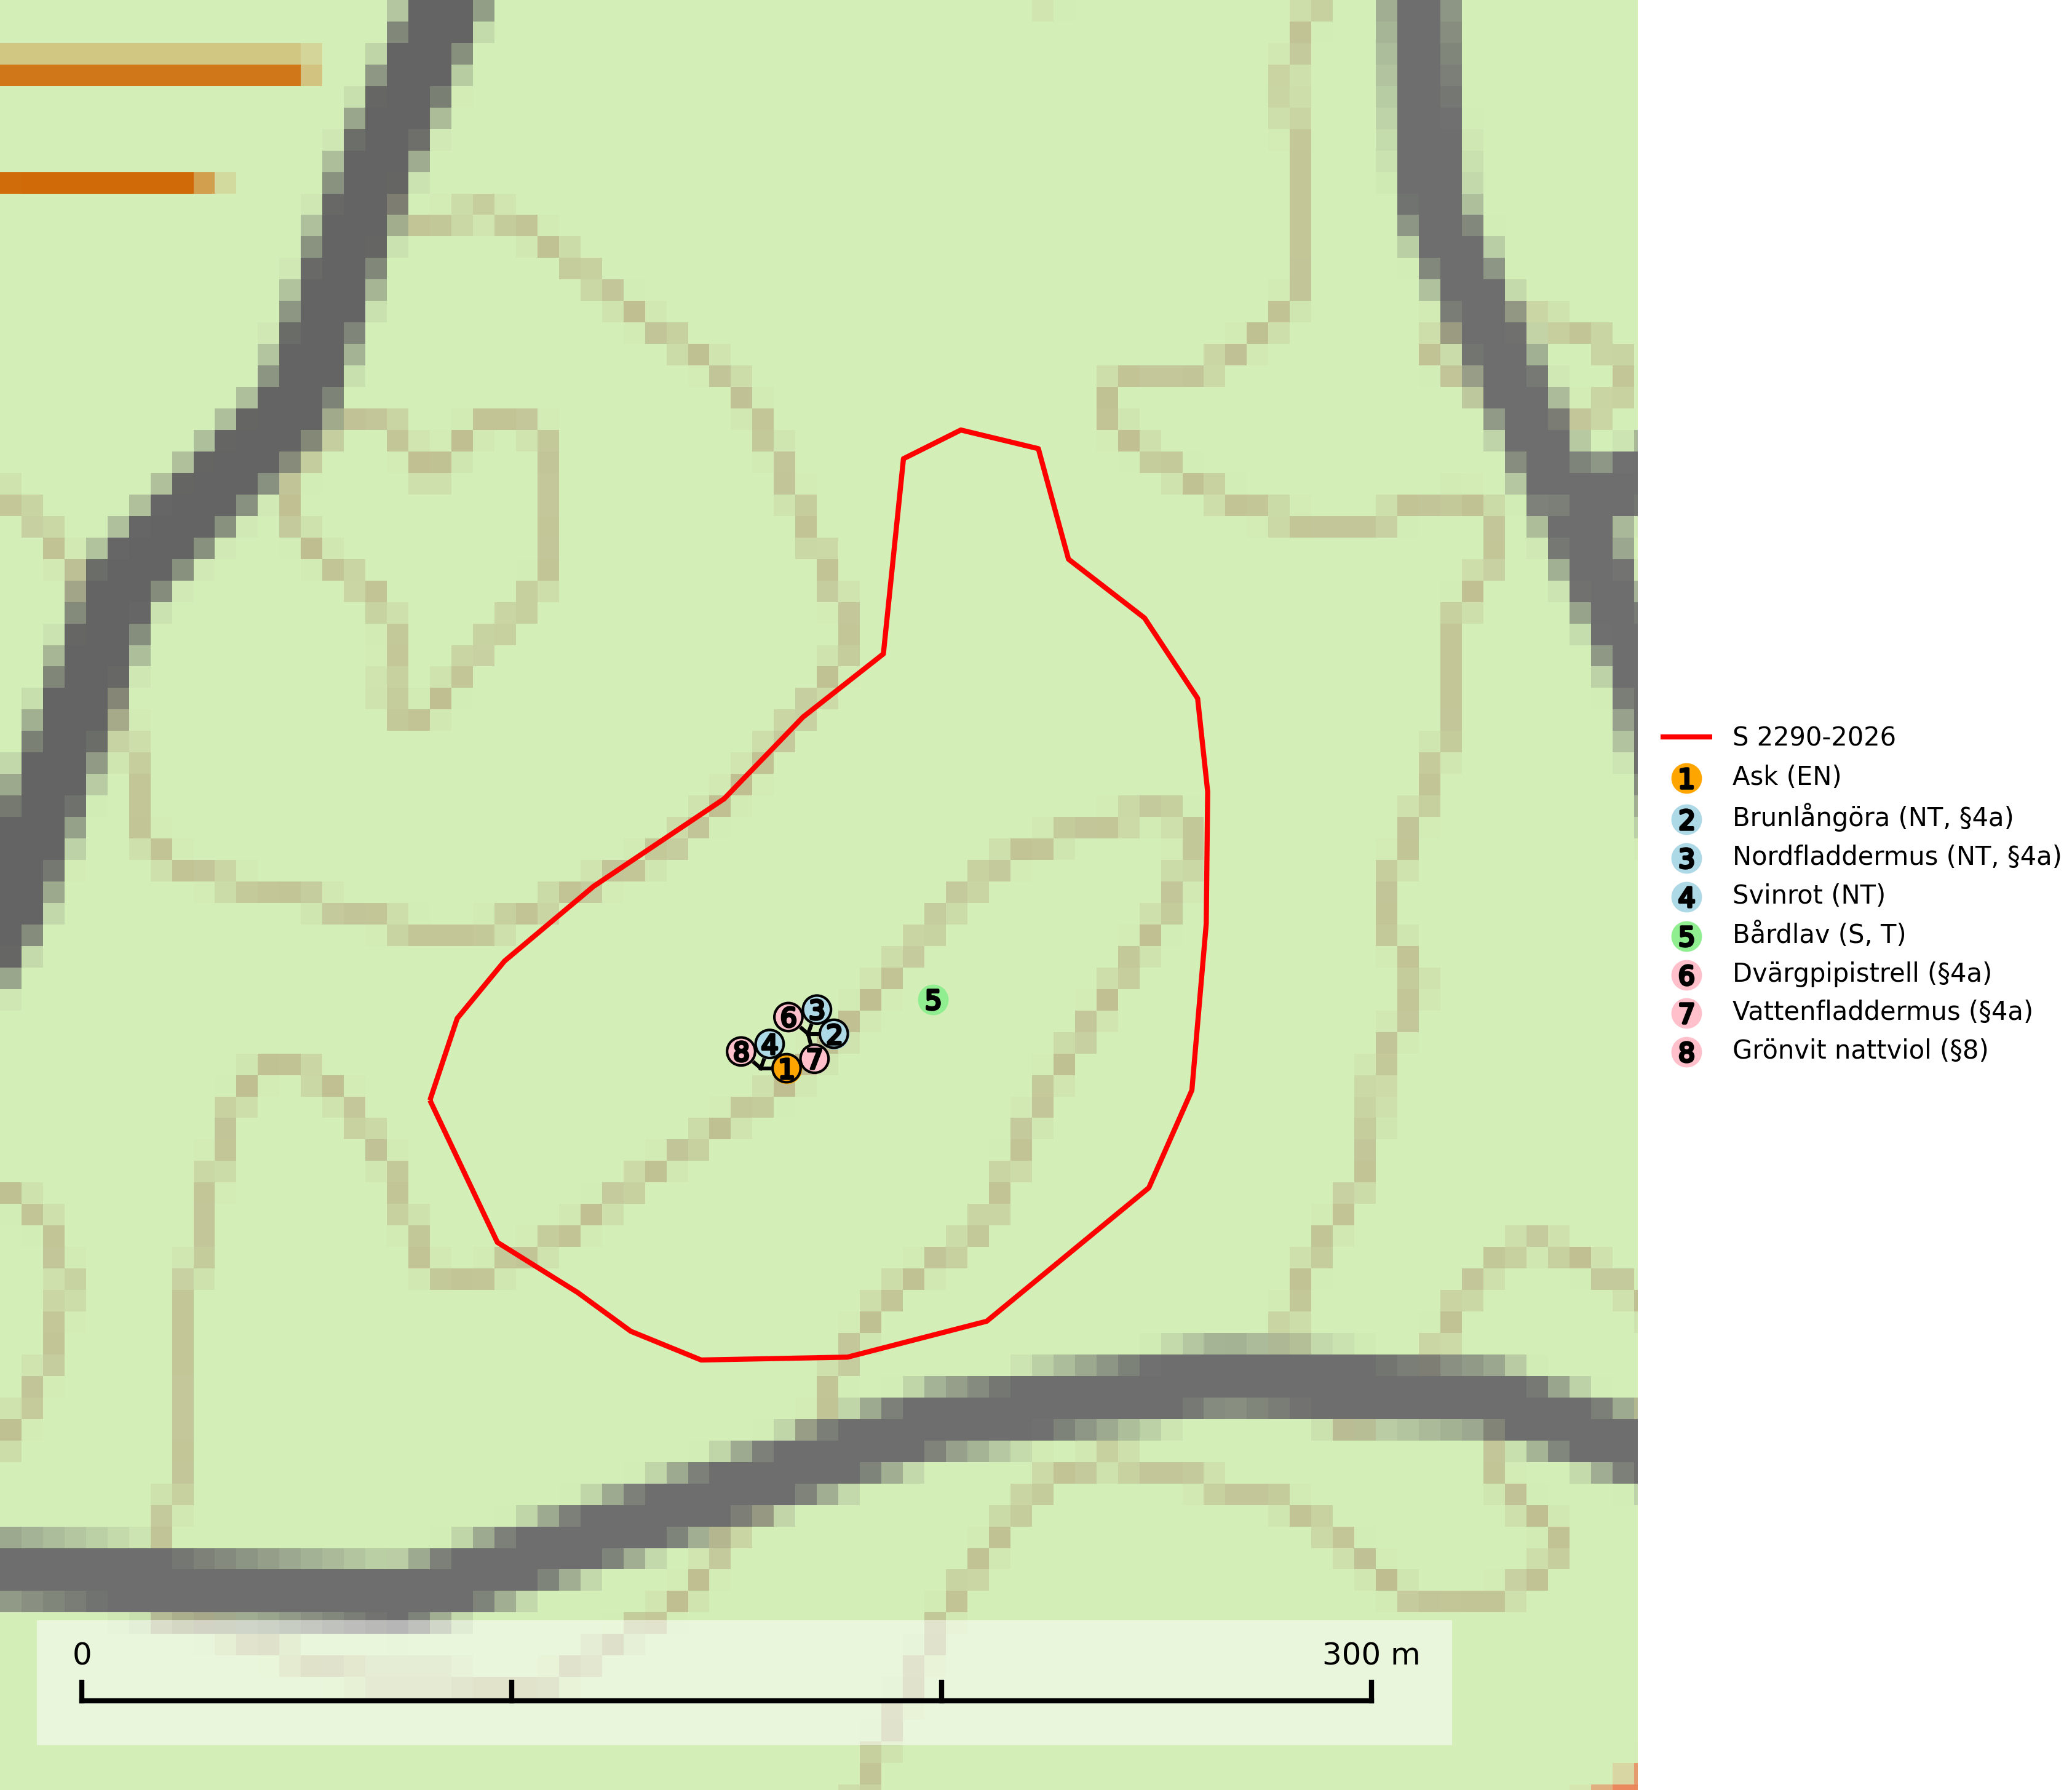 S 2290-2026
1 Ask (EN)
2 Brunlångöra (NT, §4a)
3 Nordfladdermus (NT, §4a)
4 Svinrot (NT)
5 Bårdlav (S, T)
6 Dvärgpipistrell (§4a)
7 Vattenfladdermus (§4a)
8 Grönvit nattviol (§8)
5
3
6
2
4
8
7
1
0 300 m